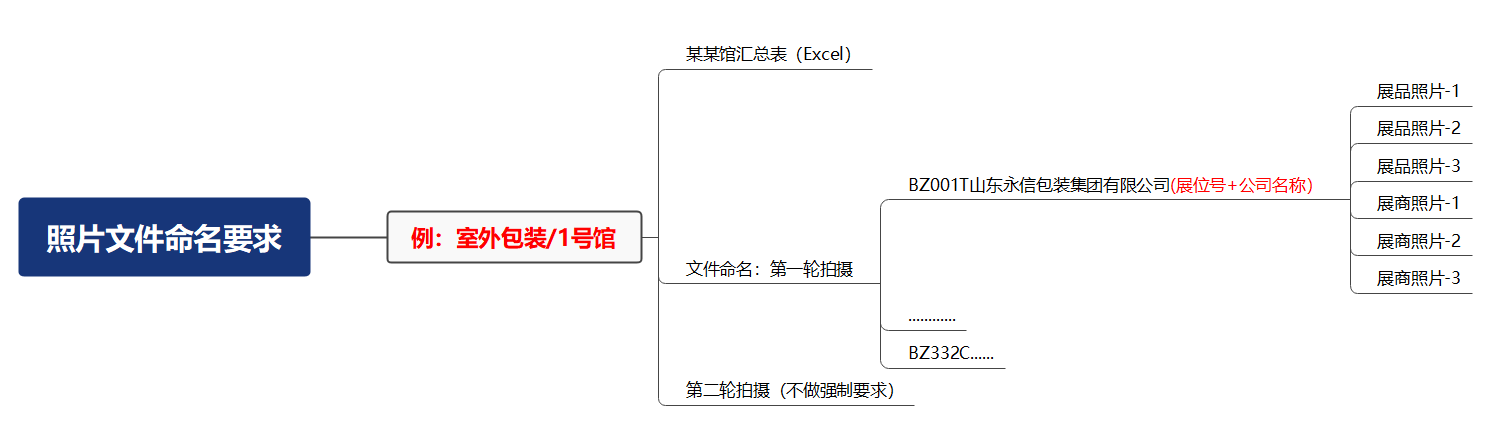 照片文件命名要求
例：室外包装/1号馆
某某馆汇总表（Excel）
文件命名：第一轮拍摄
BZ001T山东永信包装集团有限公司(展位号+公司名称）
展品照片-1
展品照片-2
展品照片-3
展商照片-1
展商照片-2
展商照片-3
............
BZ332C......
第二轮拍摄（不做强制要求）